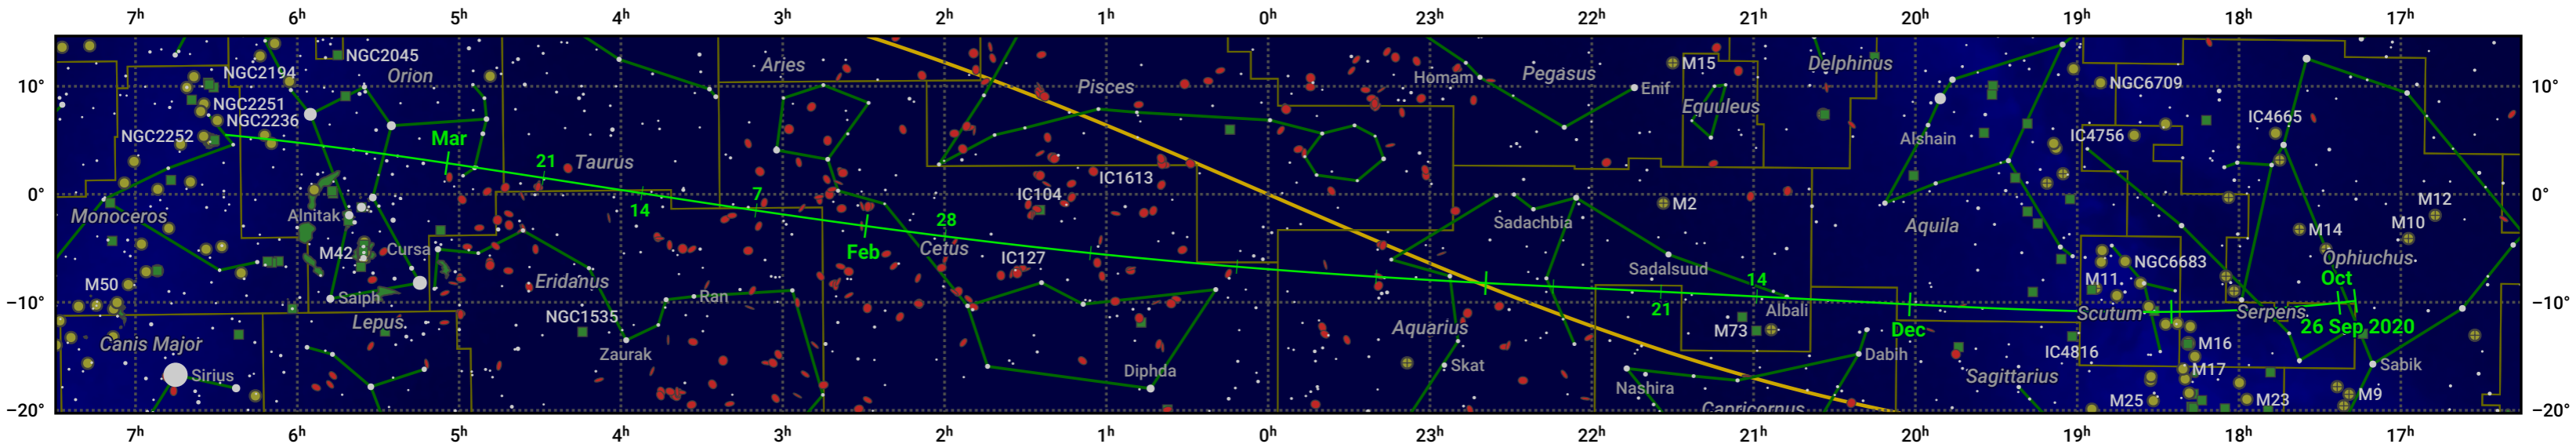 7h 6h 5h 4h 3h 2h 1h 0h 23h 22h 21h 20h 19h 18h 17h
NGC2045
Orion
Aries
Homam
Pegasus
M15
Delphinus
NGC2194
10°
Pisces
Enif
Equuleus
NGC6709
10°
NGC2251
NGC2236
NGC2252
Mar
Alshain
IC4756
IC4665
21
Taurus
IC1613
0°
14
7
IC104
M2
M12
0°
Monoceros
Alnitak
28
Sadachbia
Aquila
M14
M10
M42
Cursa
Feb
Cetus
IC127
Sadalsuud
NGC6683
Ophiuchus
M50
Eridanus
14
M11
Oct
−10°
Saiph
Ran
21
Albali
Scutum
Serpens
−10°
Lepus
NGC1535
Aquarius
M73
Dec
26 Sep 2020
Canis Major
Zaurak
Dabih
IC4816
M16
Sirius
Diphda
Skat
Nashira
Sagittarius
M17
Sabik
−20°
Capricornus
M25
M23
M9
−20°
7h 6h 5h 4h 3h 2h 1h 0h 23h 22h 21h 20h 19h 18h 17h